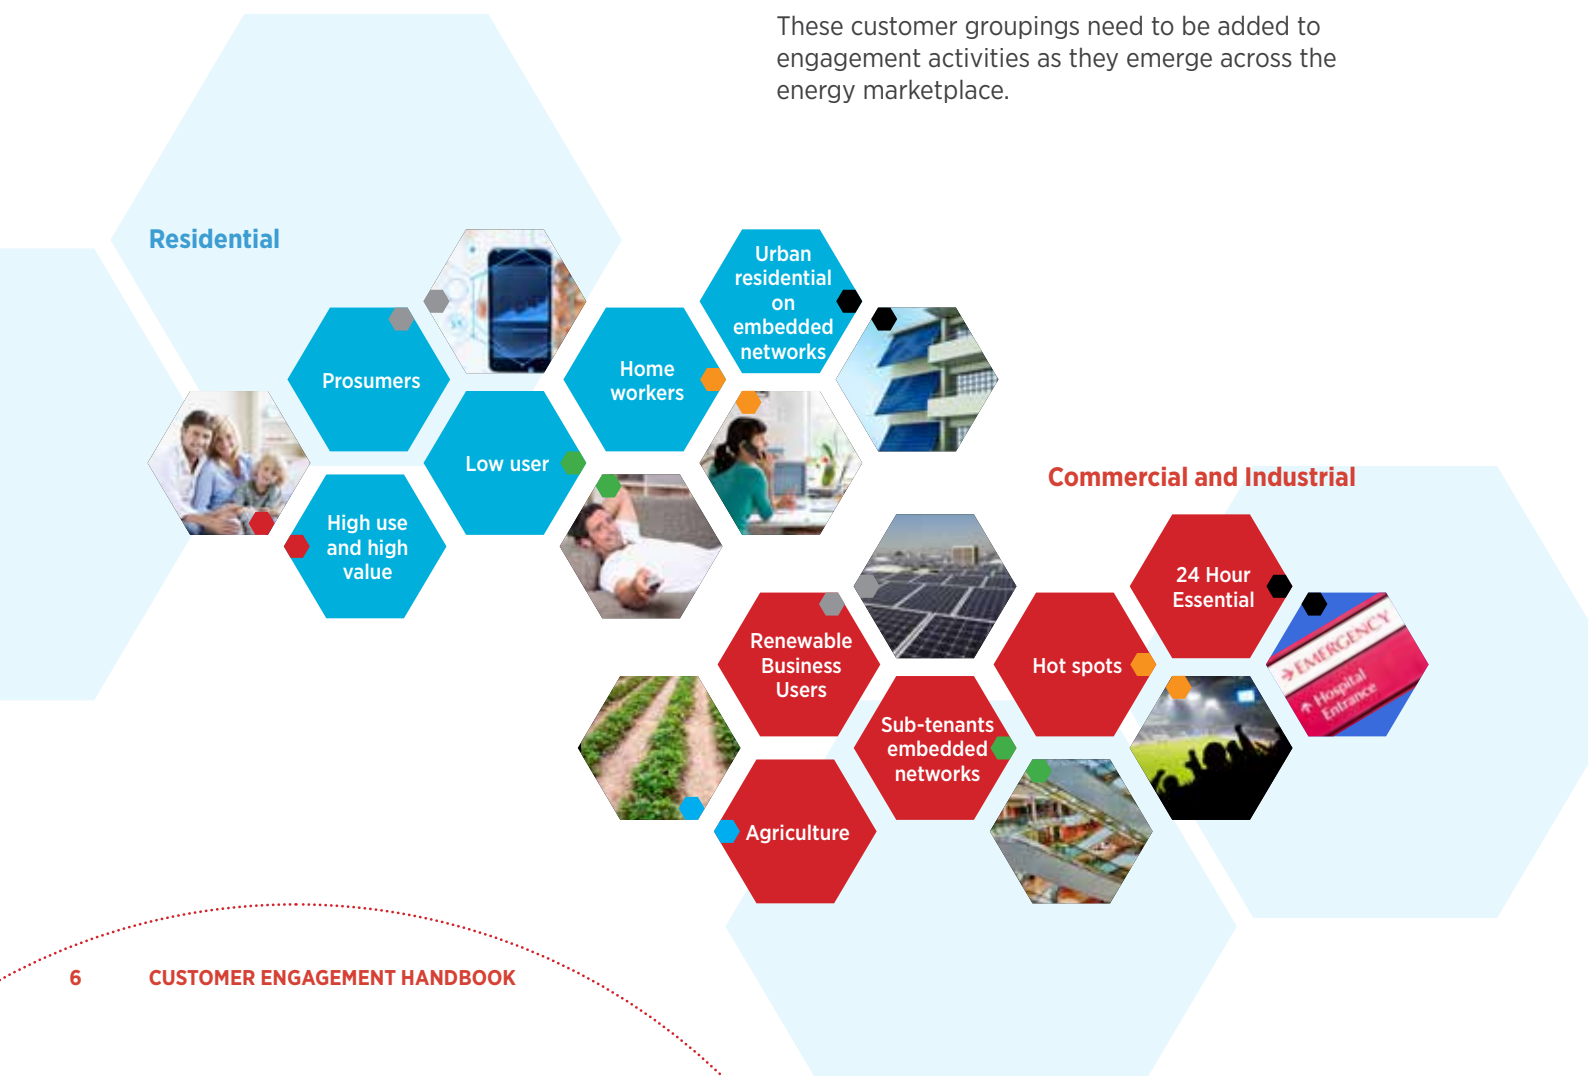 These customer groupings need to be added to
engagement activities as they emerge across the
energy marketplace.
Residential
Prosumers
High use
and high
value
Low user
Home
workers
Urban
residential
on
embedded
networks
Commercial and Industrial
Renewable
Business
Users
Agriculture
Sub-tenants
embedded
networks
Hot spots
24 Hour
Essential
→EMERGENCY
↑ Hospital
Entrance
6 CUSTOMER ENGAGEMENT HANDBOOK